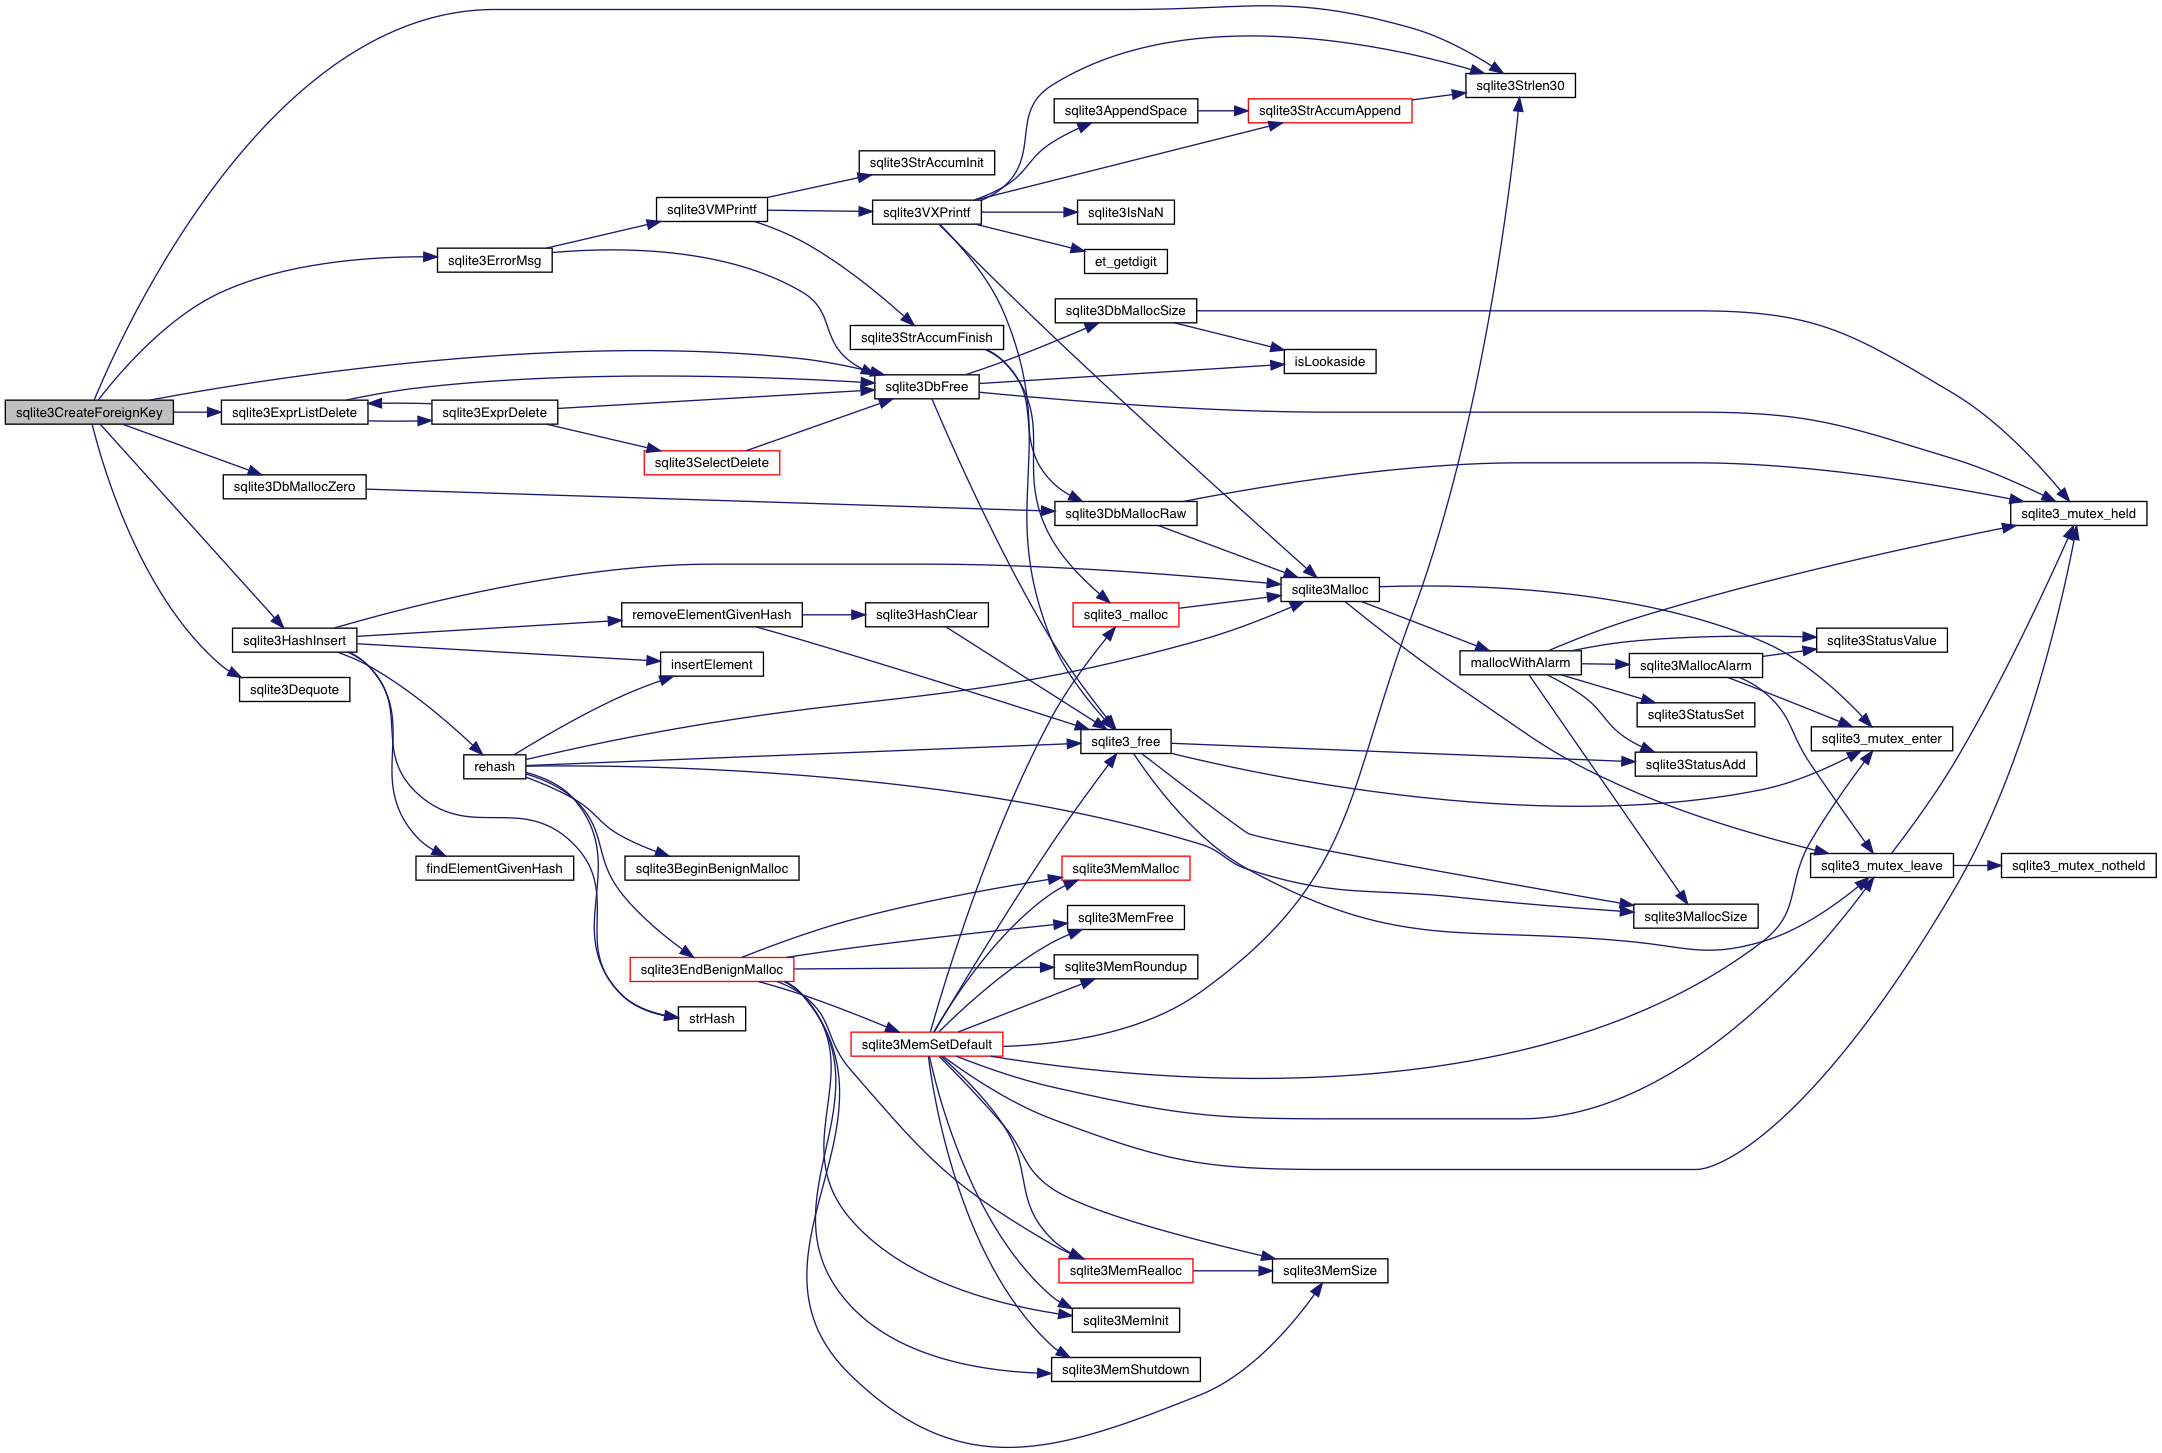 sqlite3Strlen30
sqlite3AppendSpace
sqlite3StrAccumAppend
sqlite3StrAccumInit
sqlite3VMPrintf
sqlite3VXPrintf
sqlite3IsNaN
sqlite3ErrorMsg
et_getdigit
sqlite3DbMallocSize
sqlite3StrAccumFinish
isLookaside
sqlite3DbFree
sqlite3CreateForeignKey
sqlite3ExprListDelete
sqlite3ExprDelete
sqlite3SelectDelete
sqlite3DbMallocZero
sqlite3DbMallocRaw
sqlite3_mutex_held
sqlite3Malloc
removeElementGivenHash
sqlite3HashClear
sqlite3_malloc
sqlite3HashInsert
sqlite3StatusValue
insertElement
mallocWithAlarm
sqlite3MallocAlarm
sqlite3Dequote
sqlite3StatusSet
sqlite3_free
sqlite3_mutex_enter
rehash
sqlite3StatusAdd
findElementGivenHash
sqlite3BeginBenignMalloc
sqlite3MemMalloc
sqlite3_mutex_leave
sqlite3_mutex_notheld
sqlite3MemFree
sqlite3MallocSize
sqlite3EndBenignMalloc
sqlite3MemRoundup
strHash
sqlite3MemSetDefault
sqlite3MemRealloc
sqlite3MemSize
sqlite3MemInit
sqlite3MemShutdown